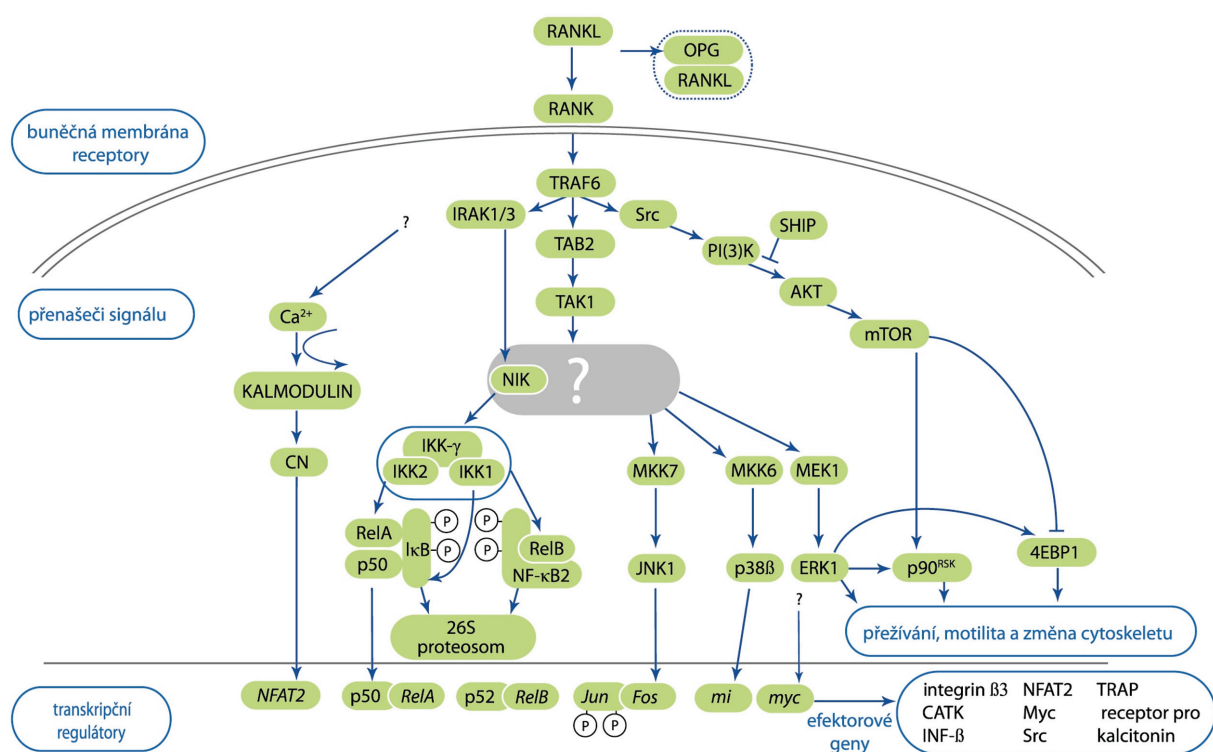 RANKL
OPG
RANKL
RANK
buněčná membrána
receptory
TRAF6
IRAK1/3
Src
TAB2
PI(3)K
SHIP
?
TAK1
AKT
přenašeči signálu
Ca²⁺
mTOR
KALMODULIN
NIK
?
CN
IKK-γ
IKK2
IKK1
MKK7
MKK6
MEK1
RelA
IκB
P
P
P
P
RelB
p50
NF-κB2
JNK1
p38ß
ERK1
p90ᴿˢᴷ
4EBP1
?
26S
proteosom
přežívání, motilita a změna cytoskeletu
transkripční
regulátory
NFAT2
p50
RelA
p52
RelB
Jun
Fos
P
P
mi
myc
efektorové
geny
integrin ß3 NFAT2 TRAP
CATK Myc receptor pro
INF-ß Src kalcitonin